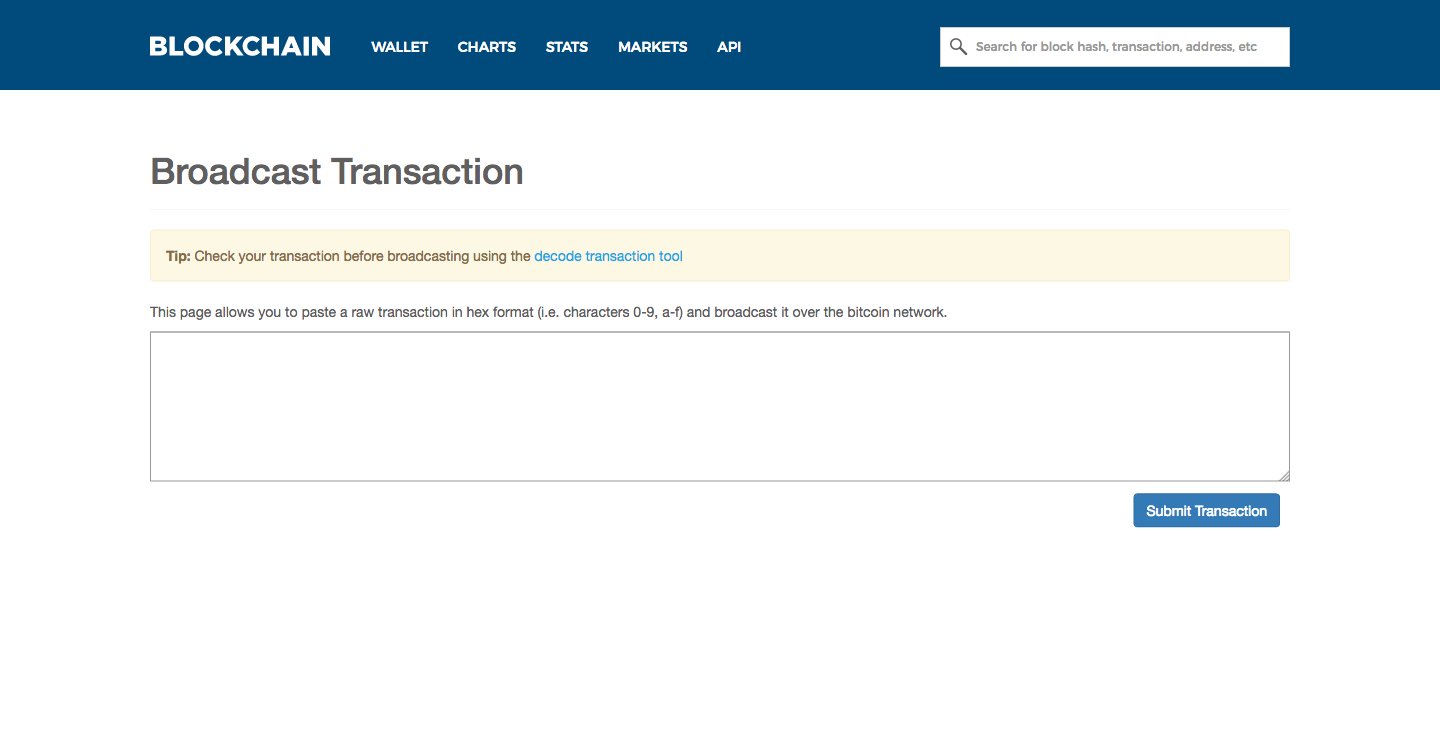 BLOCKCHAIN WALLET CHARTS STATS MARKETS API Search for block hash, transaction, address, etc
Broadcast Transaction
Tip: Check your transaction before broadcasting using the decode transaction tool
This page allows you to paste a raw transaction in hex format (i.e. characters 0-9, a-f) and broadcast it over the bitcoin network.
Submit Transaction